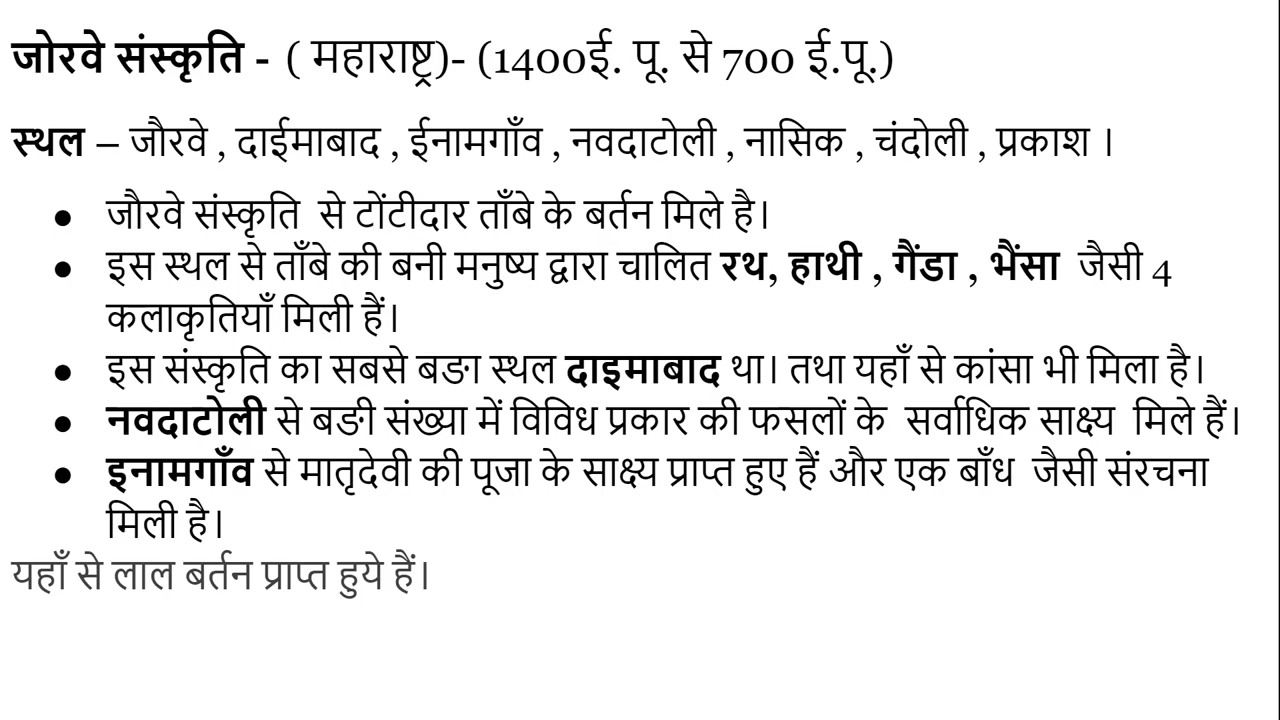 जोरवे संस्कृति - ( महाराष्ट्र)- (1400ई. पू. से 700 ई.पू.)
स्थल – जौरवे , दाईमाबाद , ईनामगाँव , नवदाटोली , नासिक , चंदोली , प्रकाश ।
● जौरवे संस्कृति से टोंटीदार ताँबे के बर्तन मिले है।
● इस स्थल से ताँबे की बनी मनुष्य द्वारा चालित रथ, हाथी , गैंडा , भैंसा जैसी 4
कलाकृतियाँ मिली हैं।
● इस संस्कृति का सबसे बङा स्थल दाइमाबाद था। तथा यहाँ से कांसा भी मिला है।
● नवदाटोली से बङी संख्या में विविध प्रकार की फसलों के सर्वाधिक साक्ष्य मिले हैं।
● इनामगाँव से मातृदेवी की पूजा के साक्ष्य प्राप्त हुए हैं और एक बाँध जैसी संरचना
मिली है।
यहाँ से लाल बर्तन प्राप्त हुये हैं।